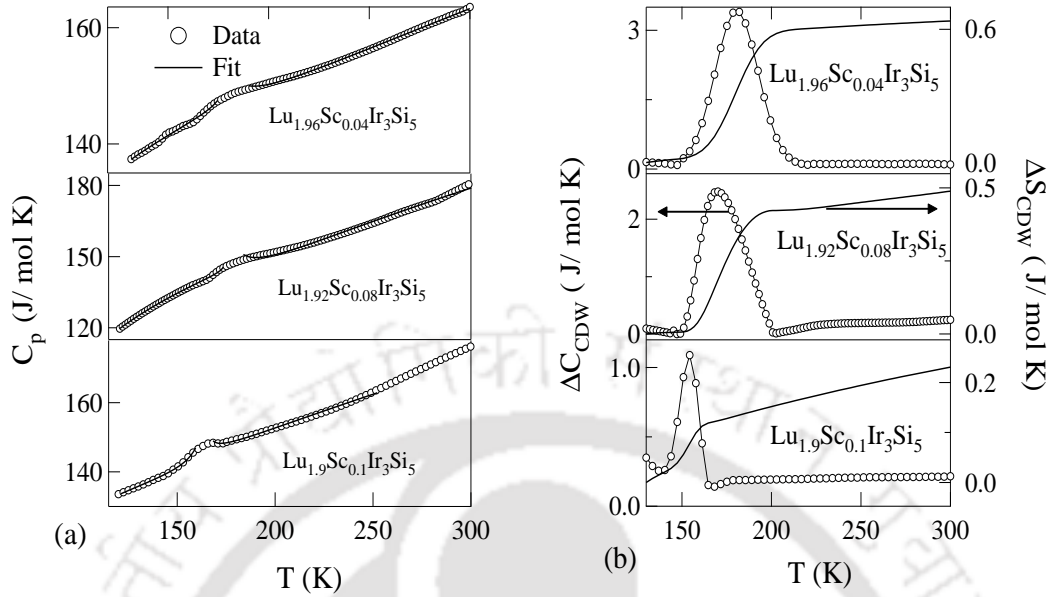 160
140
Data
Fit
Lu1.96Sc0.04Ir3Si5
180
150
120
Lu1.92Sc0.08Ir3Si5
160
140
Lu1.9Sc0.1Ir3Si5
Cp (J/ mol K)
150 200 250 300
(a)
T (K)
3
0
0.6
0.0
Lu1.96Sc0.04Ir3Si5
2
0
0.5
0.0
Lu1.92Sc0.08Ir3Si5
1.0
0.0
0.2
0.0
Lu1.9Sc0.1Ir3Si5
ΔCCDW ( J/ mol K)
ΔSCDW ( J/ mol K)
150 200 250 300
(b)
T (K)